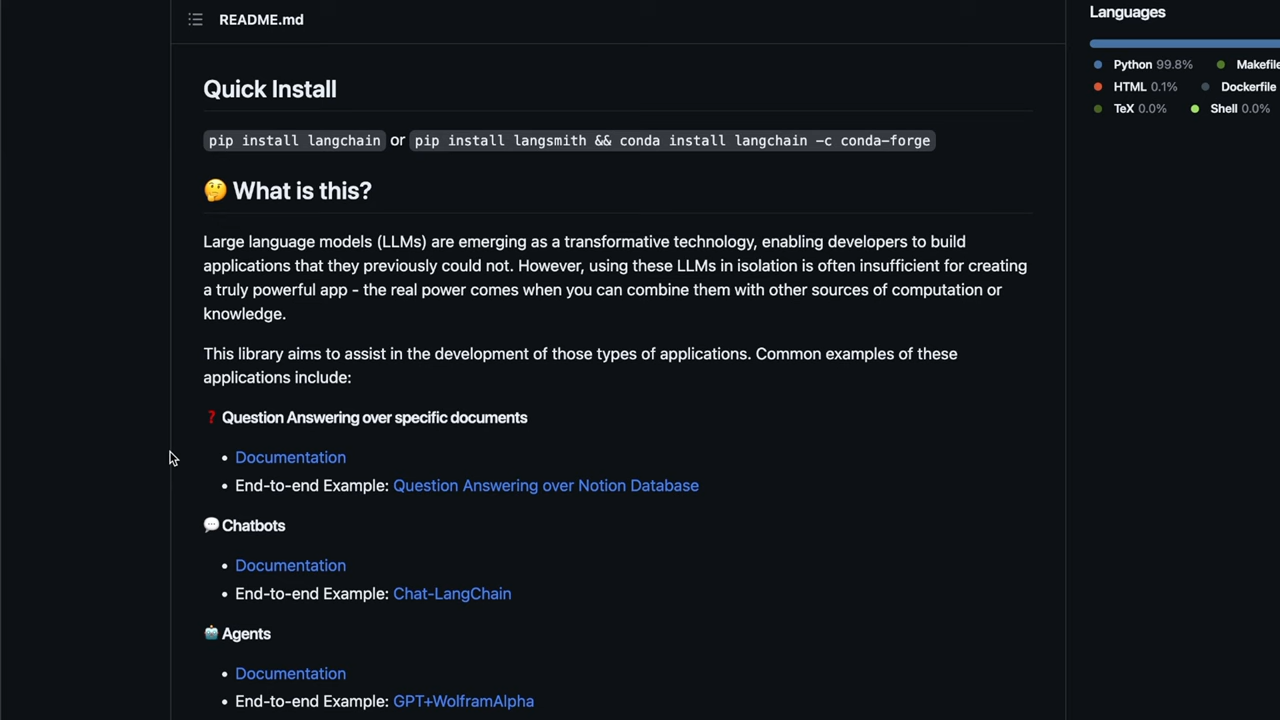 README.md
Quick Install
pip install langchain or pip install langsmith && conda install langchain -c conda-forge
🤔 What is this?
Large language models (LLMs) are emerging as a transformative technology, enabling developers to build
applications that they previously could not. However, using these LLMs in isolation is often insufficient for creating
a truly powerful app - the real power comes when you can combine them with other sources of computation or
knowledge.
This library aims to assist in the development of those types of applications. Common examples of these
applications include:
❓ Question Answering over specific documents
• Documentation
• End-to-end Example: Question Answering over Notion Database
💬 Chatbots
• Documentation
• End-to-end Example: Chat-LangChain
🤖 Agents
• Documentation
• End-to-end Example: GPT+WolframAlpha
Languages
Python 99.8% Makefile
HTML 0.1% Dockerfile
TeX 0.0% Shell 0.0%